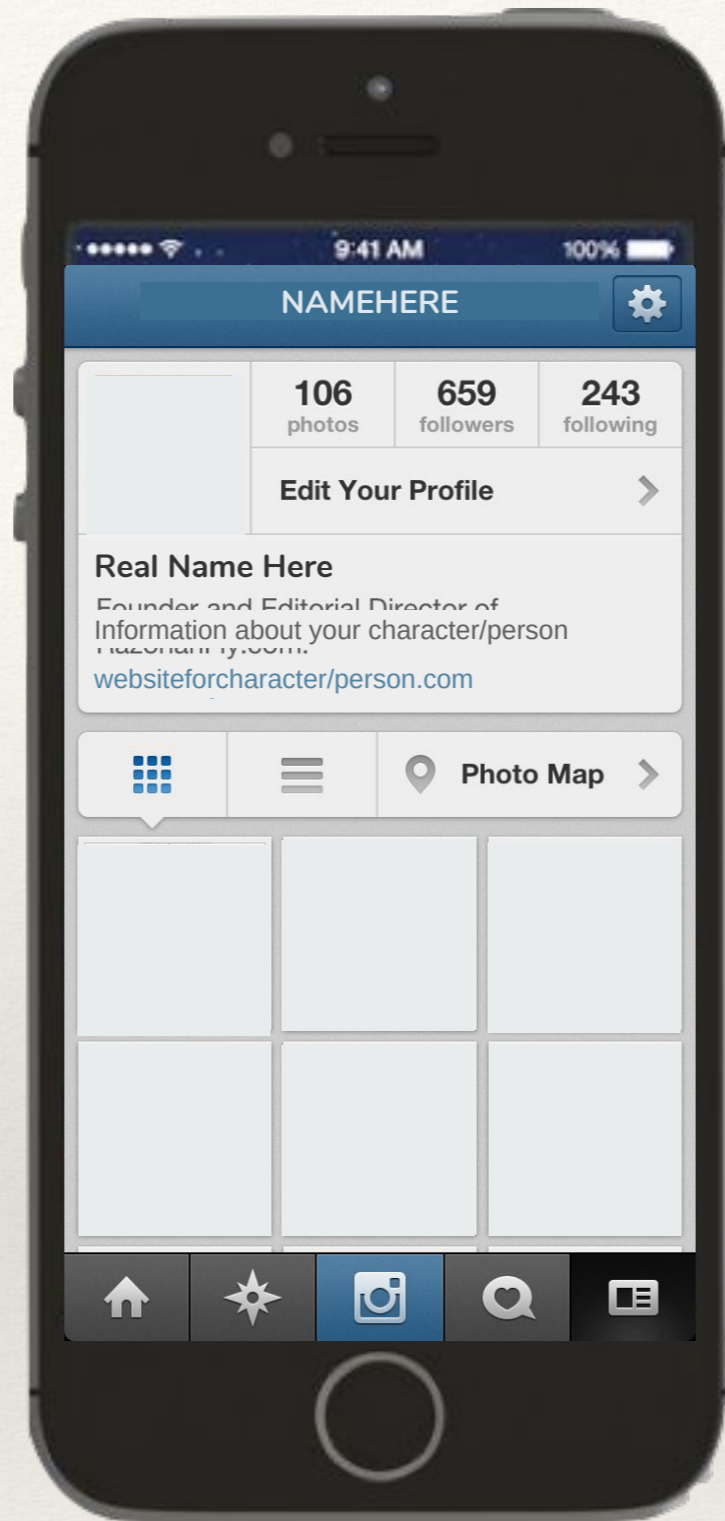 9:41 AM 100%
NAMEHERE
106 659 243
photos followers following
Edit Your Profile
Real Name Here
Founder and Editorial Director of
Information about your character/person
websiteforcharacter/person.com
Photo Map